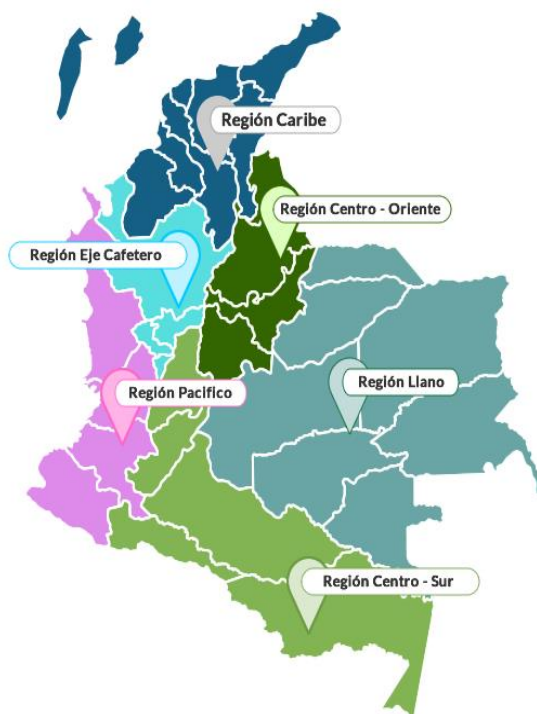 Región Caribe
Región Centro - Oriente
Región Eje Cafetero
Región Llano
Región Pacifico
Región Centro - Sur